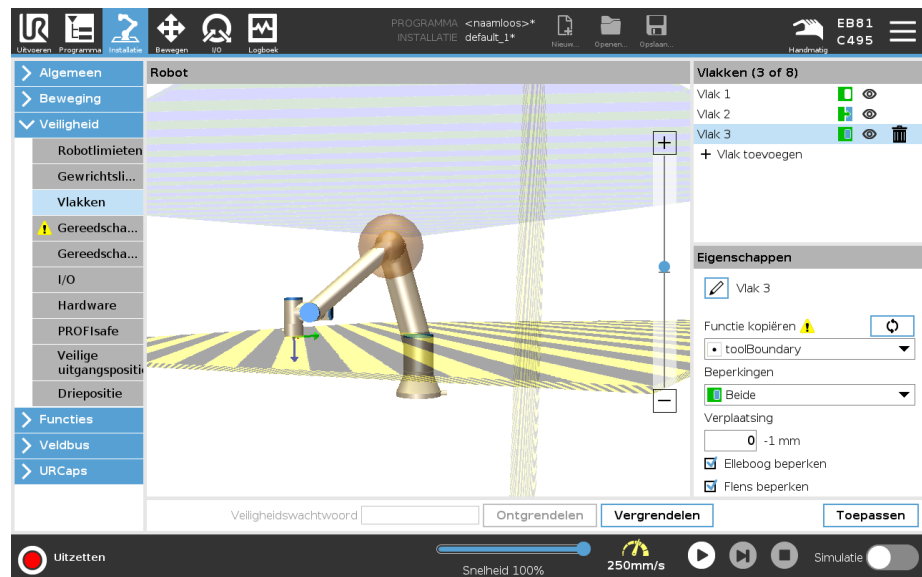 UR
PROGRAMMA <naamloos>*
INSTALLATIE default_1*
EB81
C495
Uitvoeren Programma Installatie Bewegen I/O Logboek
Nieuw... Openen... Opslaan...
Handmatig
Algemeen
Beweging
Veiligheid
Robotlimieten
Gewrichtsli...
Vlakken
Gereedscha...
Gereedscha...
I/O
Hardware
PROFIsafe
Veilige
uitgangspositi
Driepositie
Functies
Veldbus
URCaps
Robot
+
−
Vlakken (3 of 8)
Vlak 1
Vlak 2
Vlak 3
+ Vlak toevoegen
Eigenschappen
Vlak 3
Functie kopiëren
toolBoundary
Beperkingen
Beide
Verplaatsing
0 -1 mm
Elleboog beperken
Flens beperken
Veiligheidswachtwoord Ontgrendelen Vergrendelen Toepassen
Uitzetten
Snelheid 100%
250mm/s
Simulatie